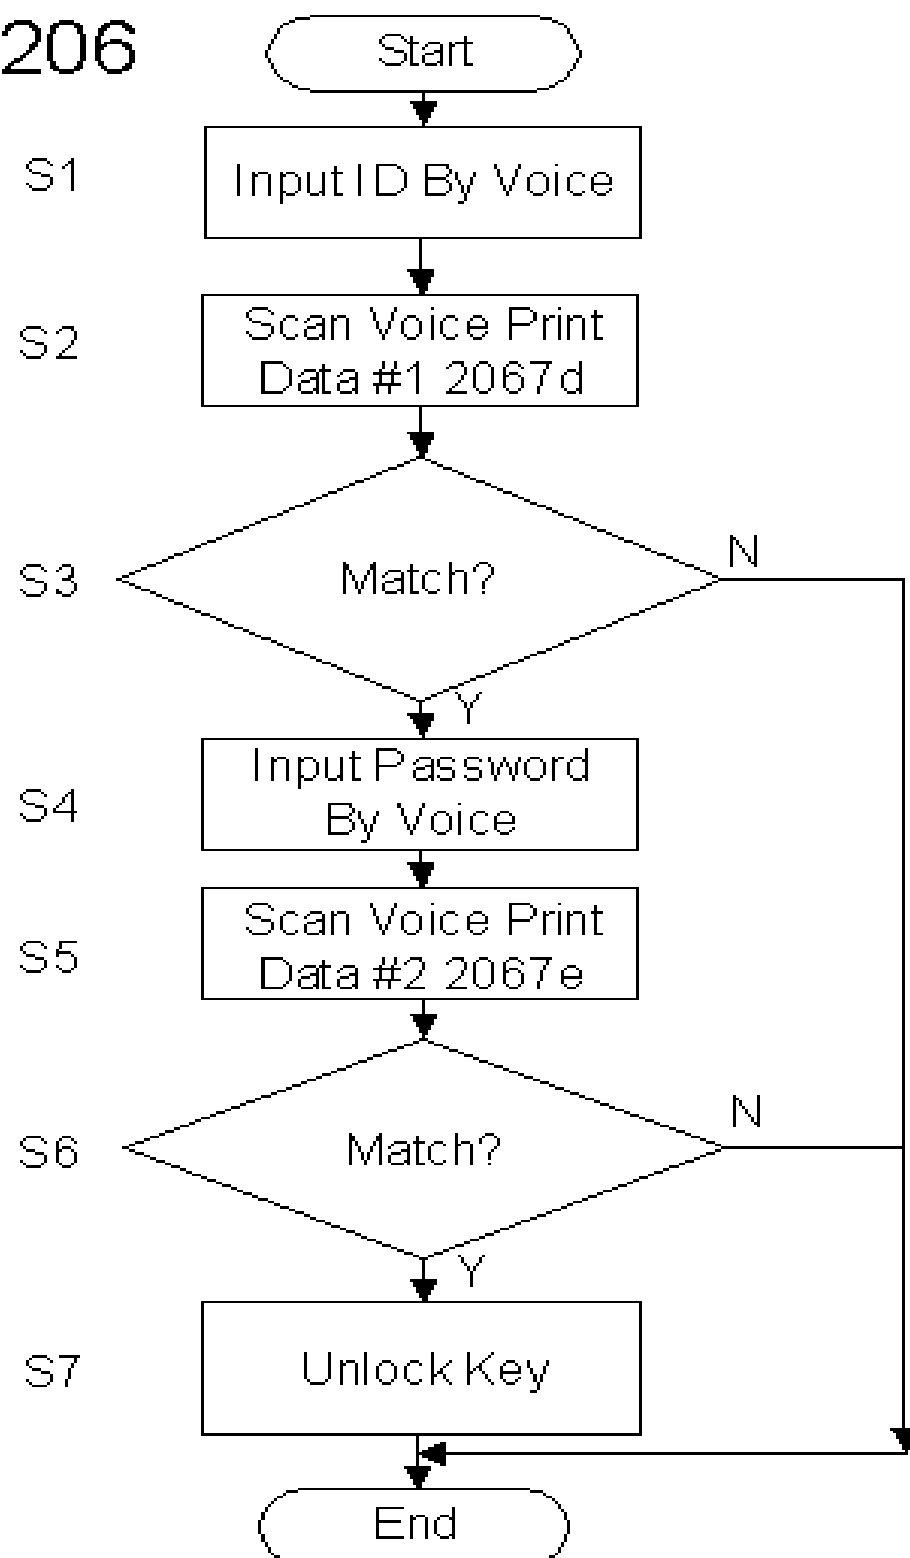 206
Start
S1
Input ID By Voice
S2
Scan Voice Print
Data #1 2067d
S3
Match?
N
Y
S4
Input Password
By Voice
S5
Scan Voice Print
Data #2 2067e
S6
Match?
N
Y
S7
Unlock Key
End